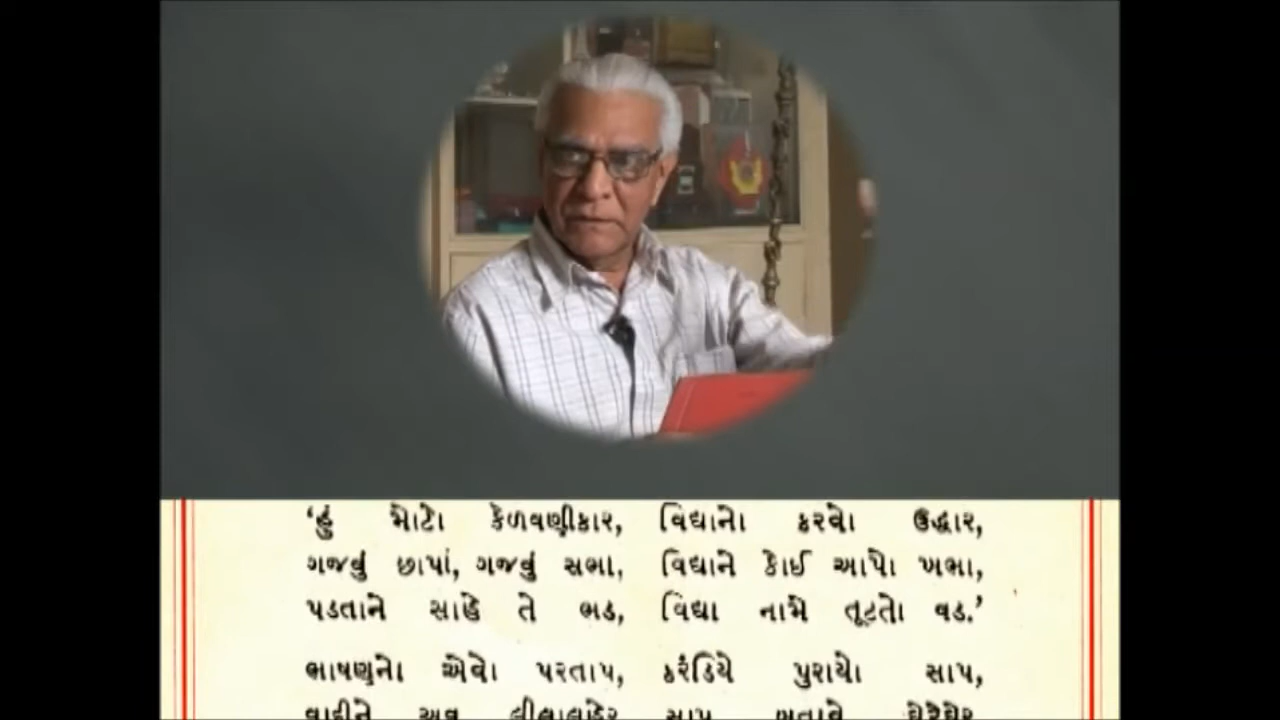 ‘હું મોટો કેળવણીકાર, વિદ્યાનો કરવો ઉદ્ધાર,
ગજવું છાપાં, ગજવું સભા, વિદ્યાને કોઈ આપો ખભા,
પડતાને સાહે તે ભડ, વિદ્યા નામે તૂટતો વડ.’
ભાષણનો એવો પરતાપ, કરંડિયે પુરાયો સાપ,